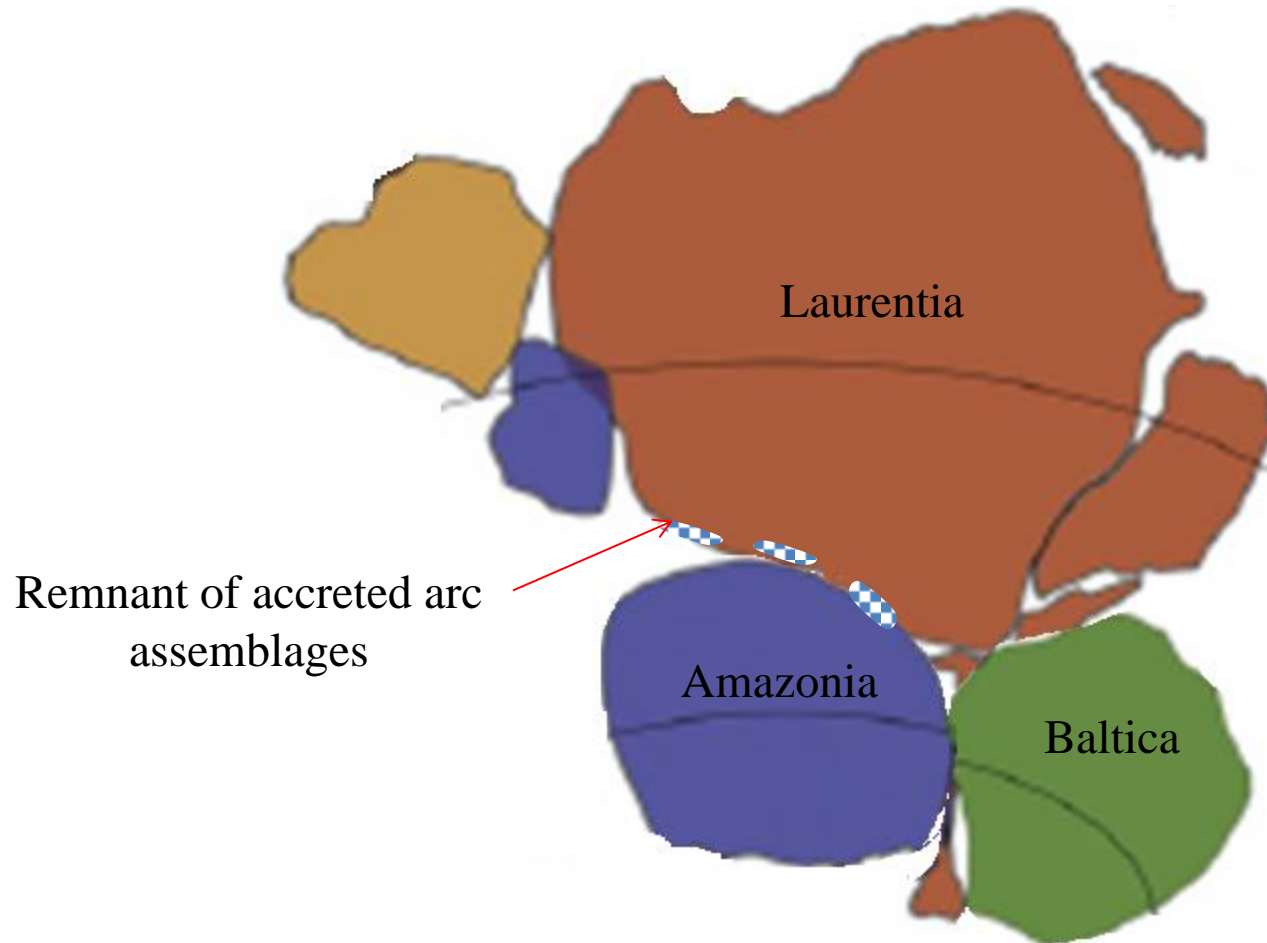 Laurentia
Remnant of accreted arc
assemblages
Amazonia
Baltica